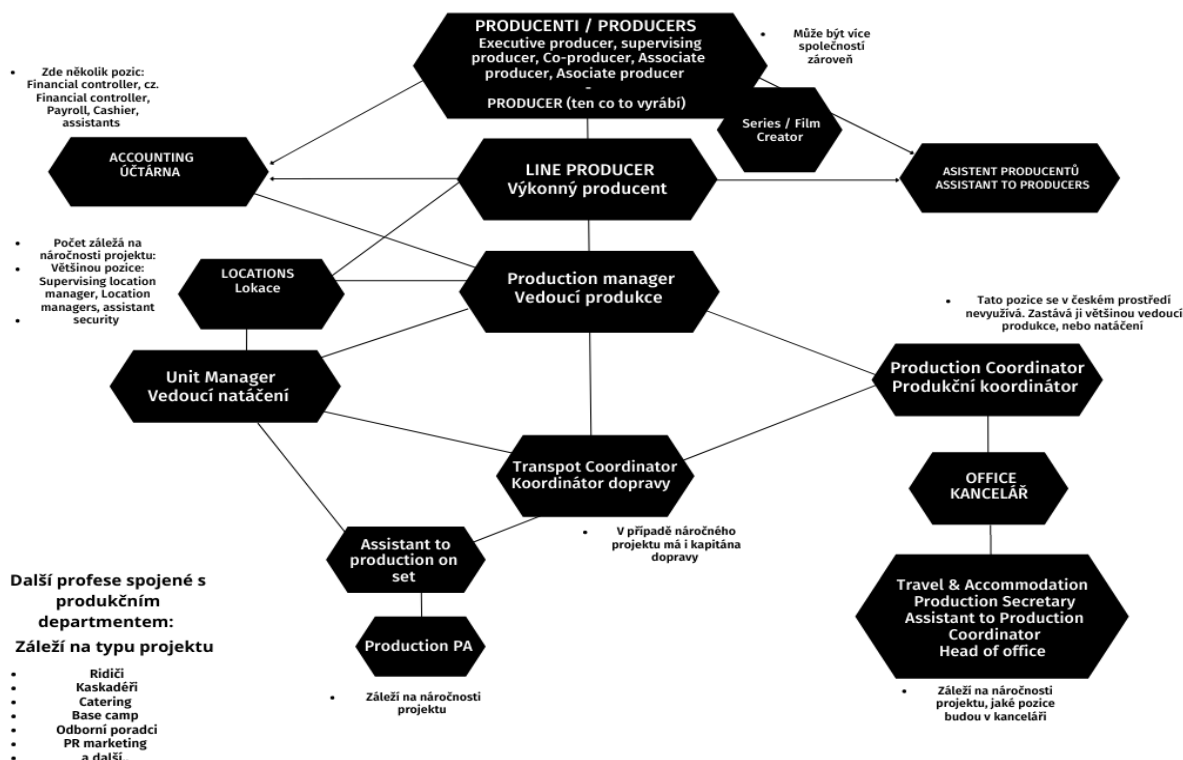 PRODUCENTI / PRODUCERS
Executive producer, supervising
producer, Co-producer, Associate
producer, Asociate producer
-
PRODUCER (ten co to vyrábí)
• Může být více
společností
zároveň
• Zde několik pozic:
Financial controller, cz.
Financial controller,
Payroll, Cashier,
assistants
Series / Film
Creator
ACCOUNTING
ÚČTÁRNA
LINE PRODUCER
Výkonný producent
ASISTENT PRODUCENTŮ
ASSISTANT TO PRODUCERS
• Počet záležá na
náročnosti projektu:
• Většinou pozice:
Supervising location
manager, Location
managers, assistant
• security
LOCATIONS
Lokace
Production manager
Vedoucí produkce
• Tato pozice se v českém prostředí
nevyužívá. Zastává ji většinou vedoucí
produkce, nebo natáčení
Unit Manager
Vedoucí natáčení
Production Coordinator
Produkční koordinátor
Transpot Coordinator
Koordinátor dopravy
OFFICE
KANCELÁŘ
• V případě náročného
projektu má i kapitána
dopravy
Assistant to
production on
set
Travel & Accommodation
Production Secretary
Assistant to Production
Coordinator
Head of office
Production PA
• Záleží na náročnosti
projektu
• Záleží na náročnosti
projektu, jaké pozice
budou v kanceláři
Další profese spojené s
produkčním
departmentem:
Záleží na typu projektu
• Ridiči
• Kaskadéři
• Catering
• Base camp
• Odborní poradci
• PR marketing
• a další..